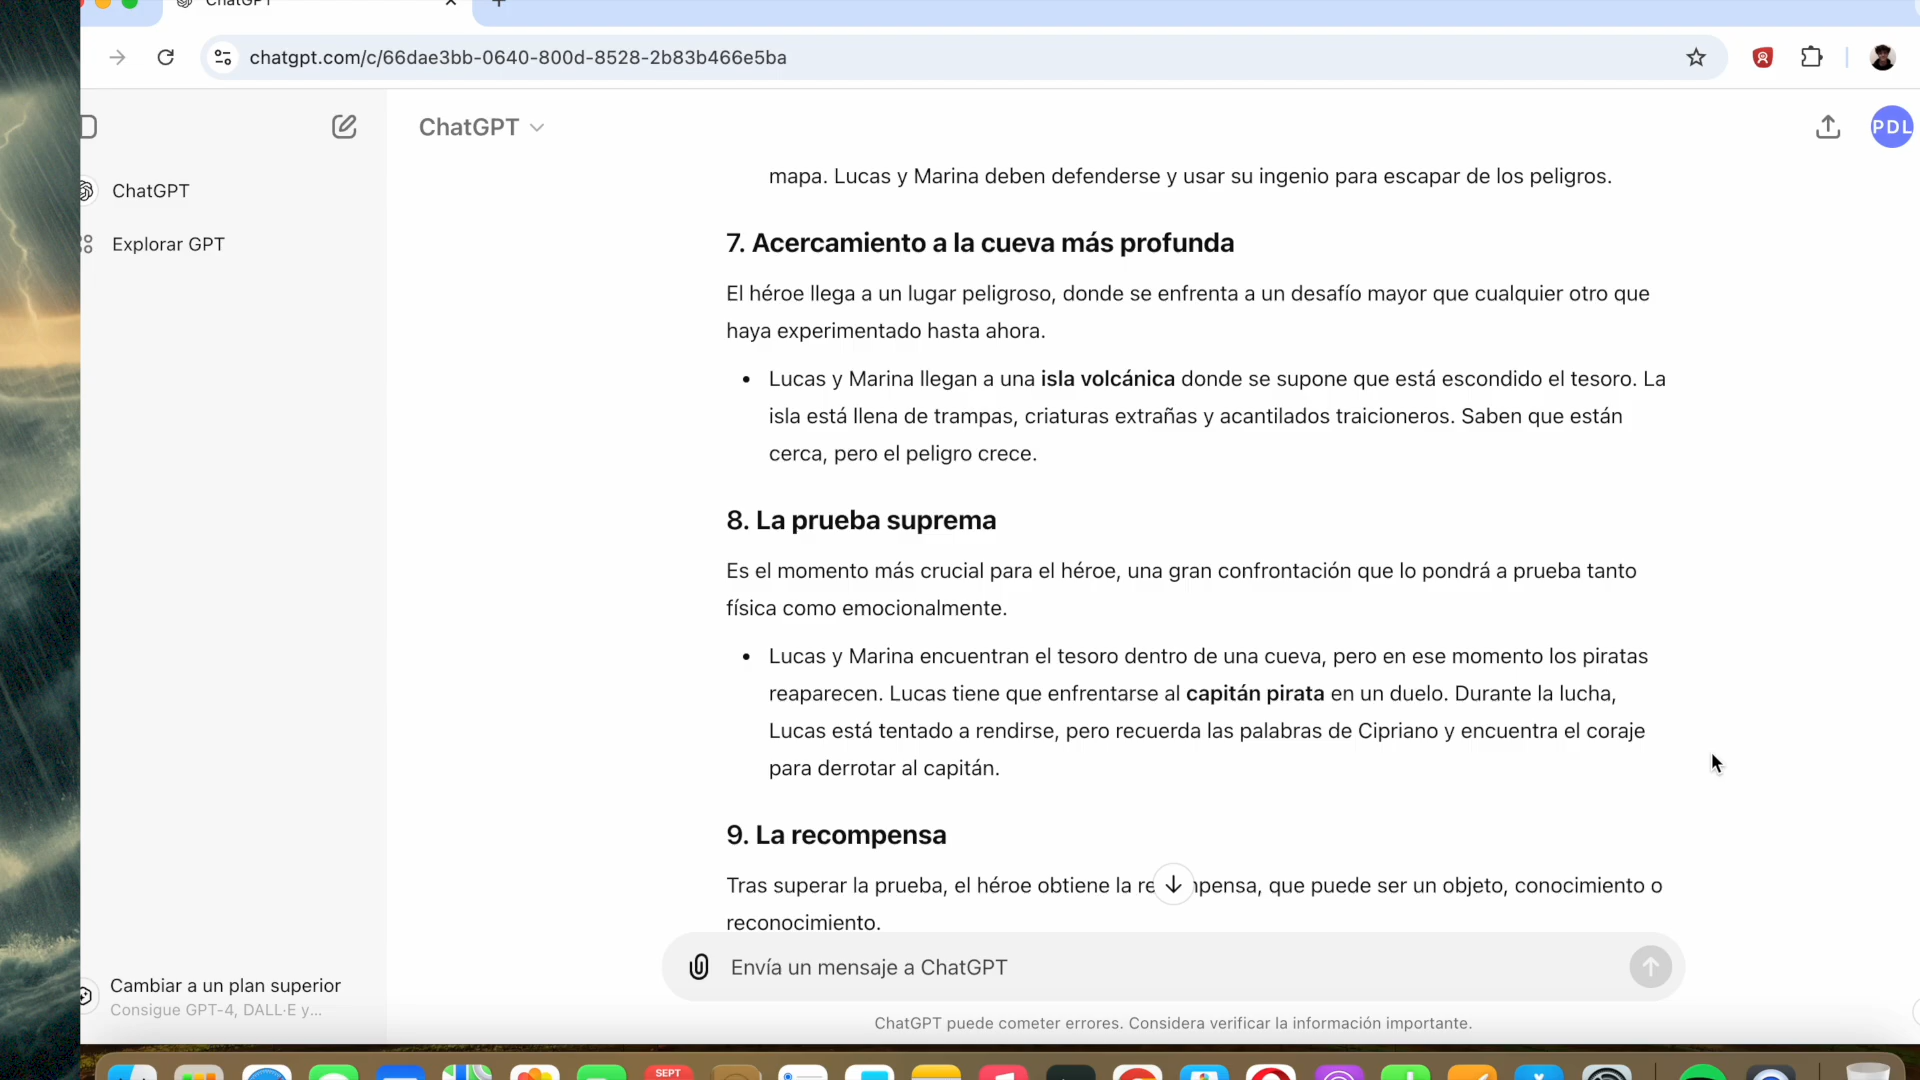 ChatGPT
chatgpt.com/c/66dae3bb-0640-800d-8528-2b83b466e5ba
ChatGPT
PDL
ChatGPT
Explorar GPT
mapa. Lucas y Marina deben defenderse y usar su ingenio para escapar de los peligros.
7. Acercamiento a la cueva más profunda
El héroe llega a un lugar peligroso, donde se enfrenta a un desafío mayor que cualquier otro que
haya experimentado hasta ahora.
Lucas y Marina llegan a una isla volcánica donde se supone que está escondido el tesoro. La
isla está llena de trampas, criaturas extrañas y acantilados traicioneros. Saben que están
cerca, pero el peligro crece.
8. La prueba suprema
Es el momento más crucial para el héroe, una gran confrontación que lo pondrá a prueba tanto
física como emocionalmente.
Lucas y Marina encuentran el tesoro dentro de una cueva, pero en ese momento los piratas
reaparecen. Lucas tiene que enfrentarse al capitán pirata en un duelo. Durante la lucha,
Lucas está tentado a rendirse, pero recuerda las palabras de Cipriano y encuentra el coraje
para derrotar al capitán.
9. La recompensa
Tras superar la prueba, el héroe obtiene la que puede ser un objeto, conocimiento o
reconocimiento.
Envía un mensaje a ChatGPT
Cambiar a un plan superior
Consigue GPT-4, DALL·E y...
ChatGPT puede cometer errores. Considera verificar la información importante.
SEPT